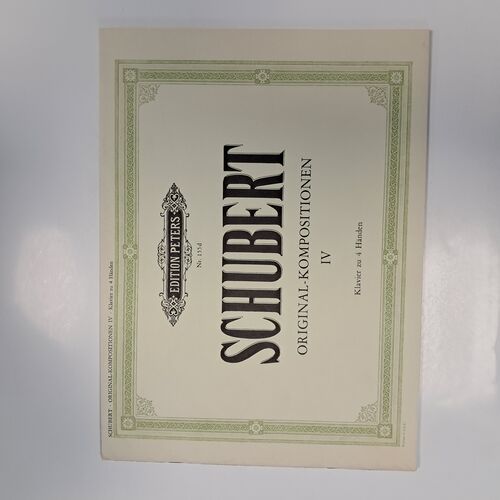 EDITION PETERS
Nr. 155d
SCHUBERT
ORIGINAL-KOMPOSITIONEN
IV
Klavier zu 4 Händen
SCHUBERT - ORIGINAL-KOMPOSITIONEN IV Klavier zu 4 Händen